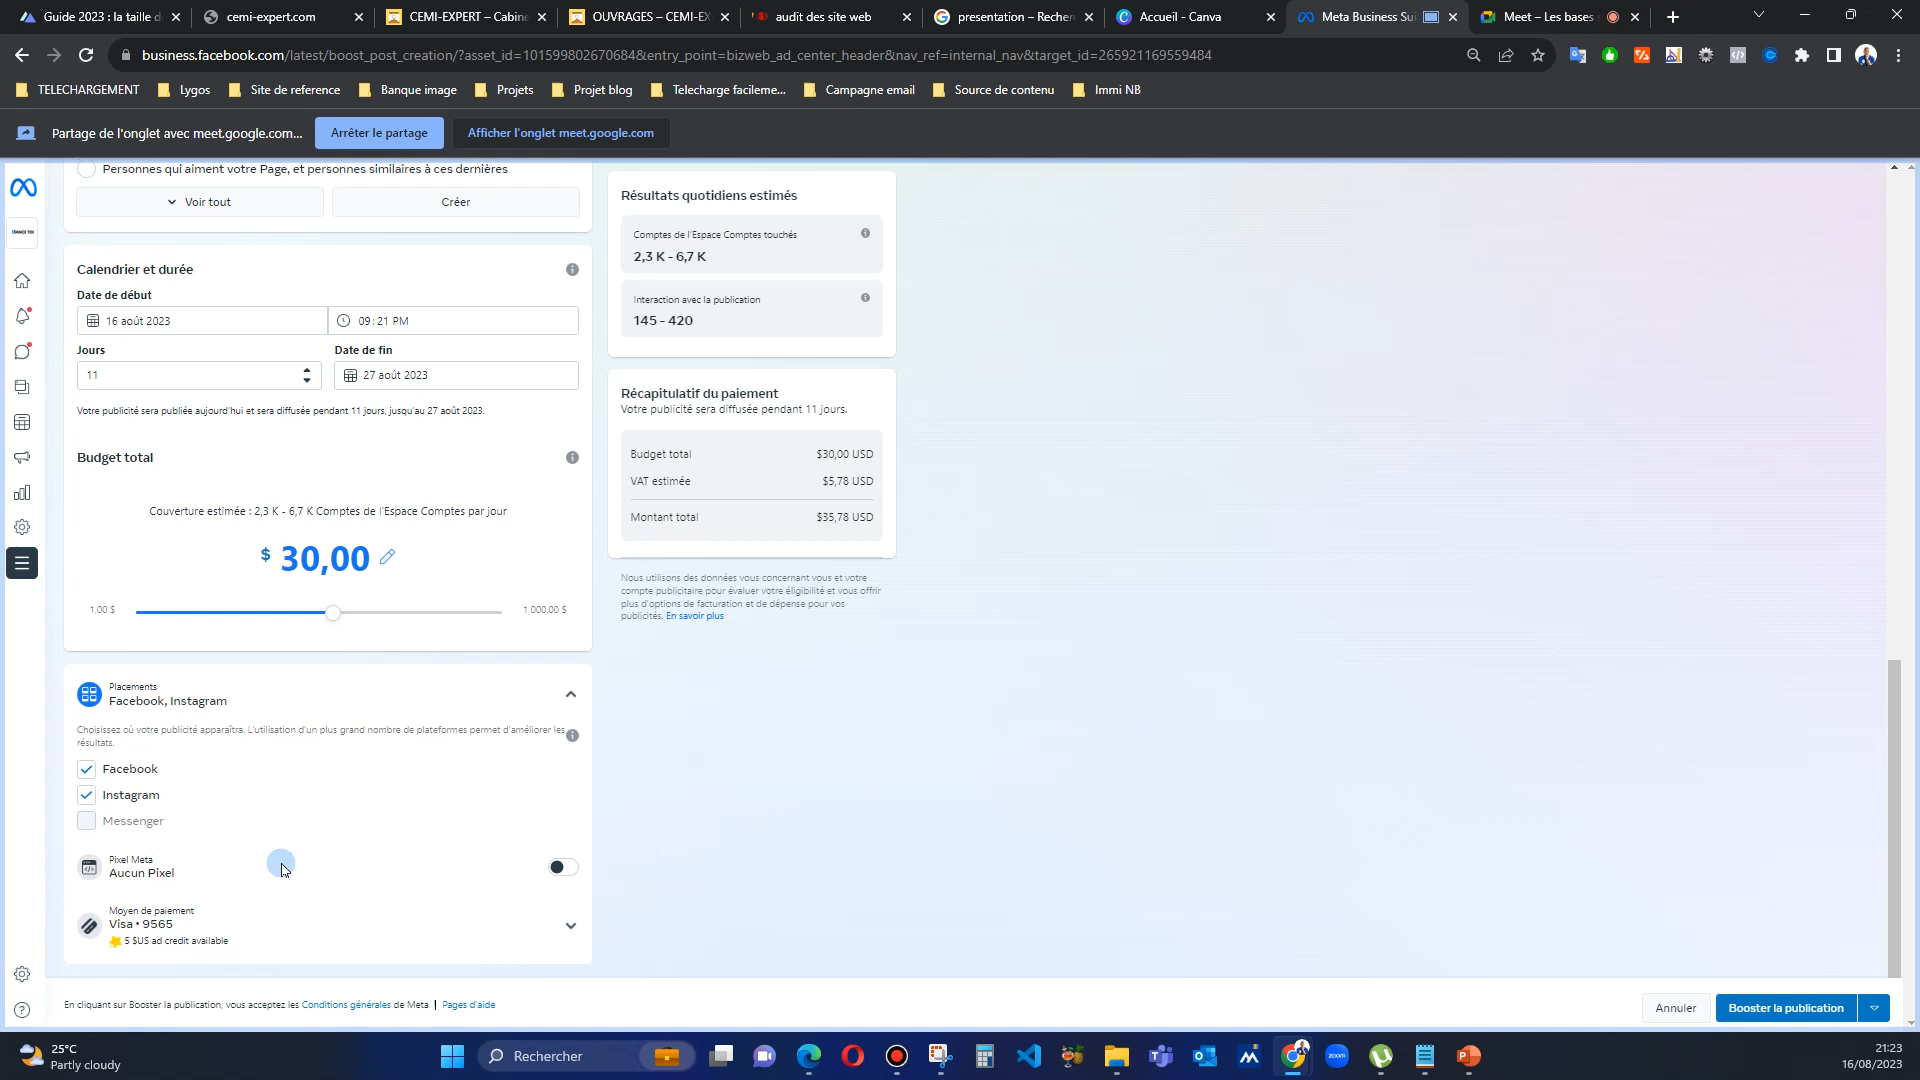 Guide 2023 : la taille d
cemi-expert.com
CEMI-EXPERT – Cabine
OUVRAGES – CEMI-EX
audit des site web
presentation – Recher
Accueil - Canva
Meta Business Sui
Meet – Les bases
business.facebook.com/latest/boost_post_creation/?asset_id=101599802670684&entry_point=bizweb_ad_center_header&nav_ref=internal_nav&target_id=265921169559484
TELECHARGEMENT
Lygos
Site de reference
Banque image
Projets
Projet blog
Telecharge facileme...
Campagne email
Source de contenu
Immi NB
Partage de l'onglet avec meet.google.com...
Arrêter le partage
Afficher l'onglet meet.google.com
Personnes qui aiment votre Page, et personnes similaires à ces dernières
Voir tout
Créer
Calendrier et durée
Date de début
16 août 2023
09:21 PM
Jours
Date de fin
11
27 août 2023
Votre publicité sera publiée aujourd'hui et sera diffusée pendant 11 jours, jusqu'au 27 août 2023.
Budget total
Couverture estimée : 2,3 K - 6,7 K Comptes de l'Espace Comptes par jour
$ 30,00
1,00 $
1 000,00 $
Placements
Facebook, Instagram
Choisissez où votre publicité apparaîtra. L'utilisation d'un plus grand nombre de plateformes permet d'améliorer les
résultats.
Facebook
Instagram
Messenger
Pixel Meta
Aucun Pixel
Moyen de paiement
Visa • 9565
5 $US ad credit available
Résultats quotidiens estimés
Comptes de l'Espace Comptes touchés
2,3 K - 6,7 K
Interaction avec la publication
145 - 420
Récapitulatif du paiement
Votre publicité sera diffusée pendant 11 jours.
Budget total
$30,00 USD
VAT estimée
$5,78 USD
Montant total
$35,78 USD
Nous utilisons des données vous concernant vous et votre
compte publicitaire pour évaluer votre éligibilité et vous offrir
plus d'options de facturation et de dépense pour vos
publicités. En savoir plus
En cliquant sur Booster la publication, vous acceptez les Conditions générales de Meta | Pages d'aide
Annuler
Booster la publication
25°C
Partly cloudy
Rechercher
zoom
21:23
16/08/2023